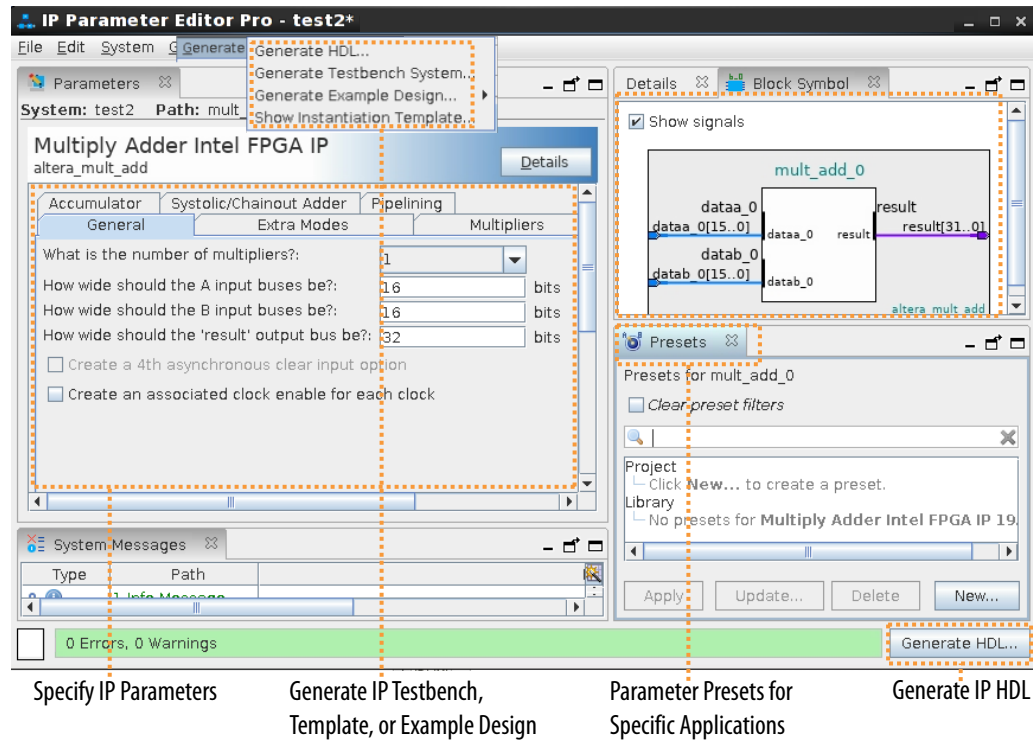 IP Parameter Editor Pro - test2*
File Edit System G Generate
Generate HDL...
Generate Testbench System...
Generate Example Design...
Show Instantiation Template...
Parameters
System: test2 Path: mult_
Multiply Adder Intel FPGA IP
altera_mult_add
Details
Accumulator Systolic/Chainout Adder Pipelining
General Extra Modes Multipliers
What is the number of multipliers?: 1
How wide should the A input buses be?: 16 bits
How wide should the B input buses be?: 16 bits
How wide should the 'result' output bus be?: 32 bits
Create a 4th asynchronous clear input option
Create an associated clock enable for each clock
System Messages
Type Path
1 Info Message
0 Errors, 0 Warnings
Details Block Symbol
Show signals
mult_add_0
dataa_0 result
dataa_0[15..0] dataa_0 result result[31..0]
datab_0
datab_0[15..0] datab_0
altera_mult_add
Presets
Presets for mult_add_0
Clear preset filters
Project
Click New... to create a preset.
Library
No presets for Multiply Adder Intel FPGA IP 19.
Apply Update... Delete New...
Generate HDL...
Specify IP Parameters
Generate IP Testbench,
Template, or Example Design
Parameter Presets for
Specific Applications
Generate IP HDL